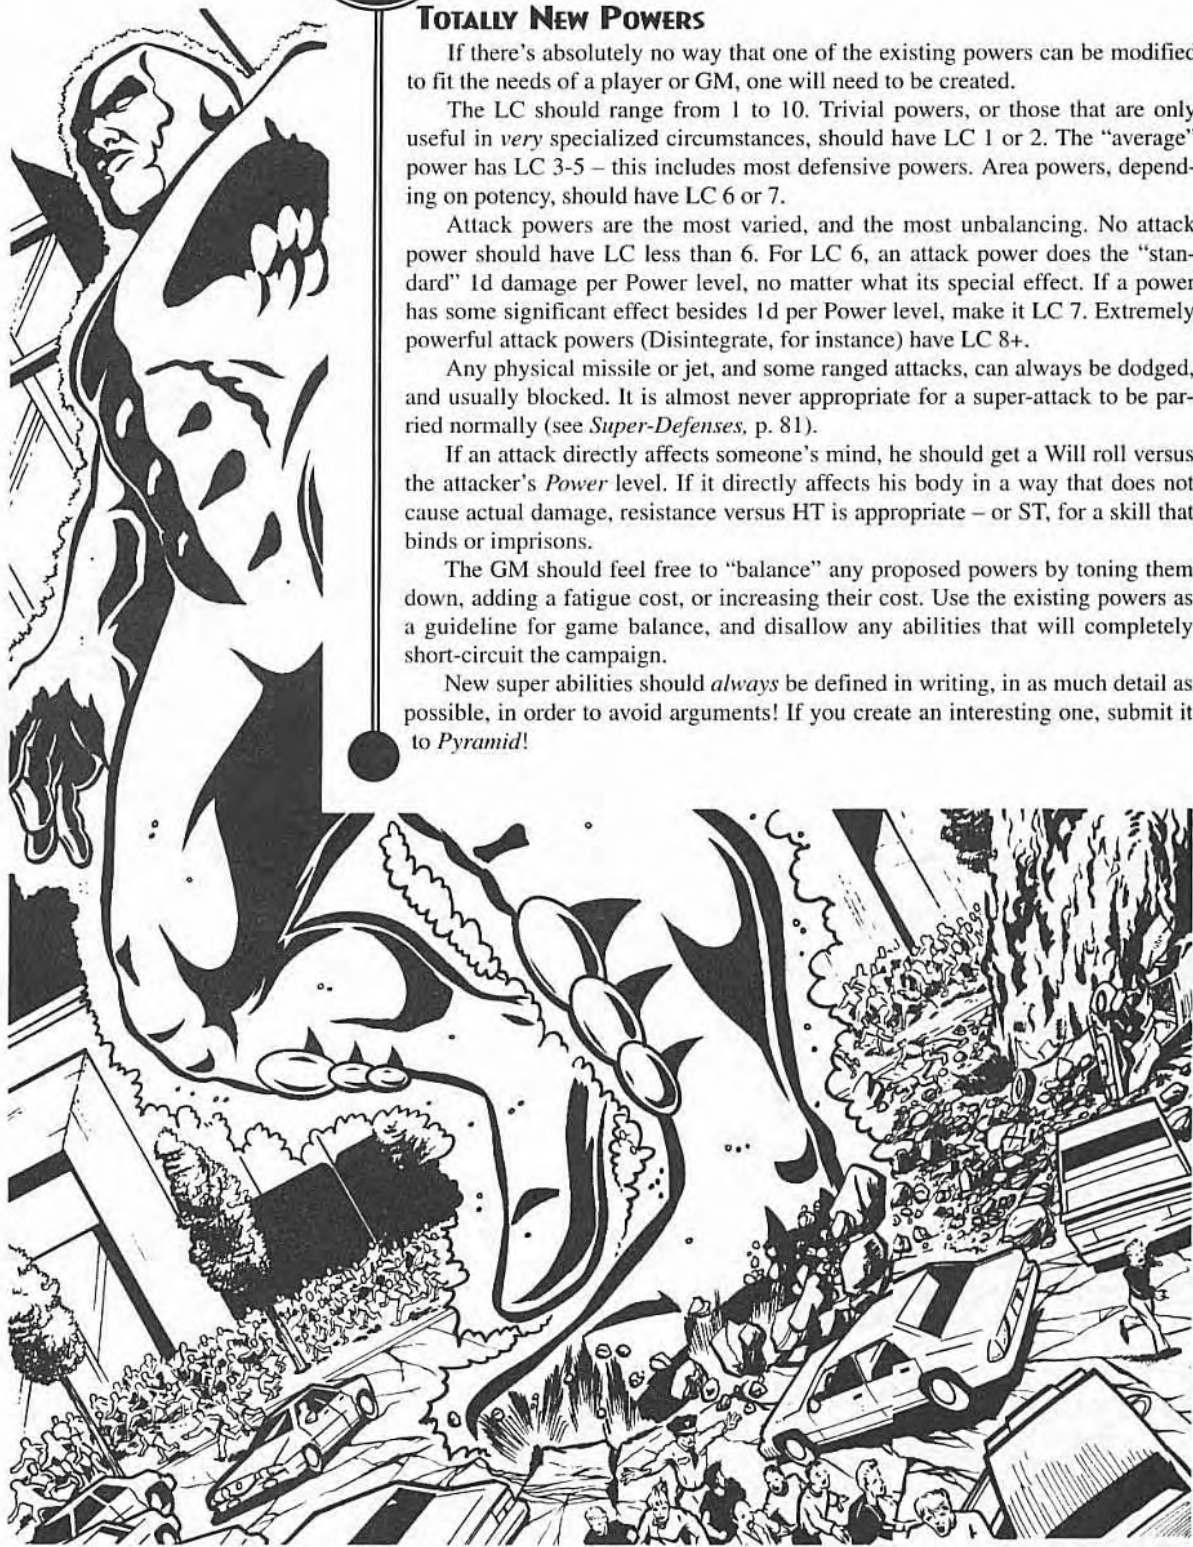 TOTALLY NEW POWERS
If there's absolutely no way that one of the existing powers can be modified
to fit the needs of a player or GM, one will need to be created.
The LC should range from 1 to 10. Trivial powers, or those that are only
useful in very specialized circumstances, should have LC 1 or 2. The “average”
power has LC 3-5 – this includes most defensive powers. Area powers, depend-
ing on potency, should have LC 6 or 7.
Attack powers are the most varied, and the most unbalancing. No attack
power should have LC less than 6. For LC 6, an attack power does the “stan-
dard” 1d damage per Power level, no matter what its special effect. If a power
has some significant effect besides 1d per Power level, make it LC 7. Extremely
powerful attack powers (Disintegrate, for instance) have LC 8+.
Any physical missile or jet, and some ranged attacks, can always be dodged,
and usually blocked. It is almost never appropriate for a super-attack to be par-
ried normally (see Super-Defenses, p. 81).
If an attack directly affects someone's mind, he should get a Will roll versus
the attacker's Power level. If it directly affects his body in a way that does not
cause actual damage, resistance versus HT is appropriate – or ST, for a skill that
binds or imprisons.
The GM should feel free to “balance” any proposed powers by toning them
down, adding a fatigue cost, or increasing their cost. Use the existing powers as
a guideline for game balance, and disallow any abilities that will completely
short-circuit the campaign.
New super abilities should always be defined in writing, in as much detail as
possible, in order to avoid arguments! If you create an interesting one, submit it
to Pyramid!